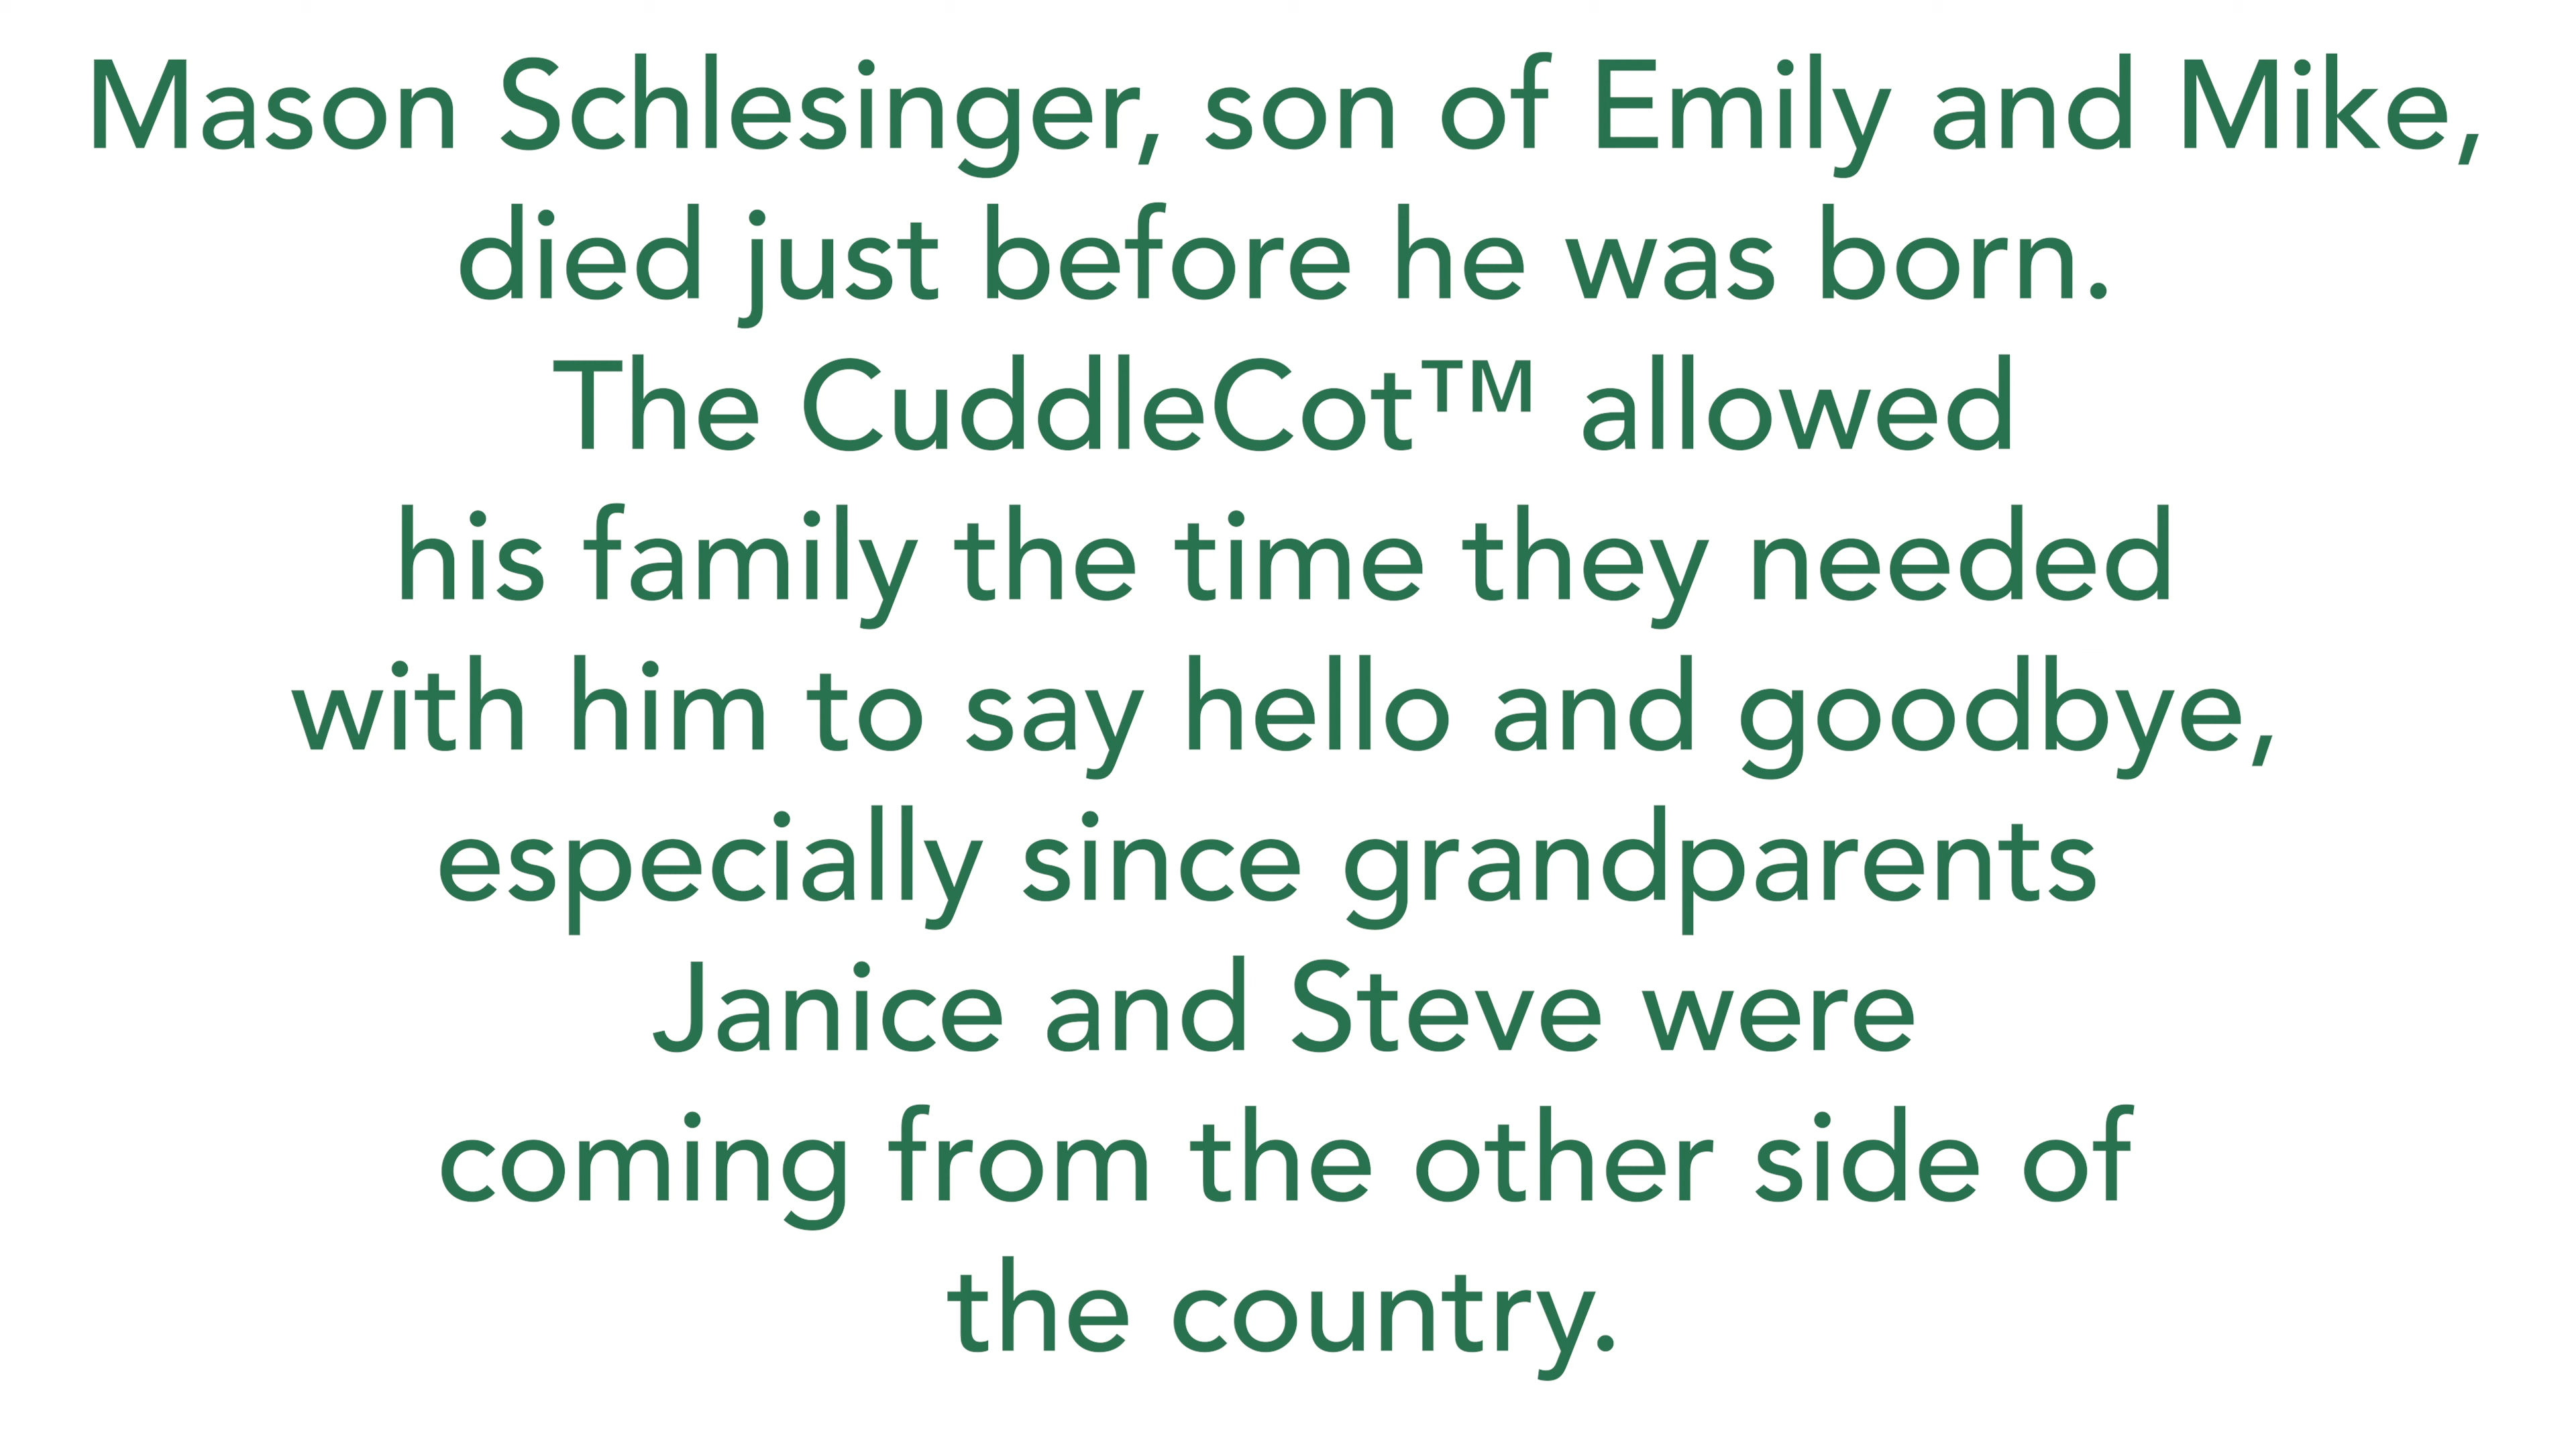 Mason Schlesinger, son of Emily and Mike,
died just before he was born.
The CuddleCot™ allowed
his family the time they needed
with him to say hello and goodbye,
especially since grandparents
Janice and Steve were
coming from the other side of
the country.